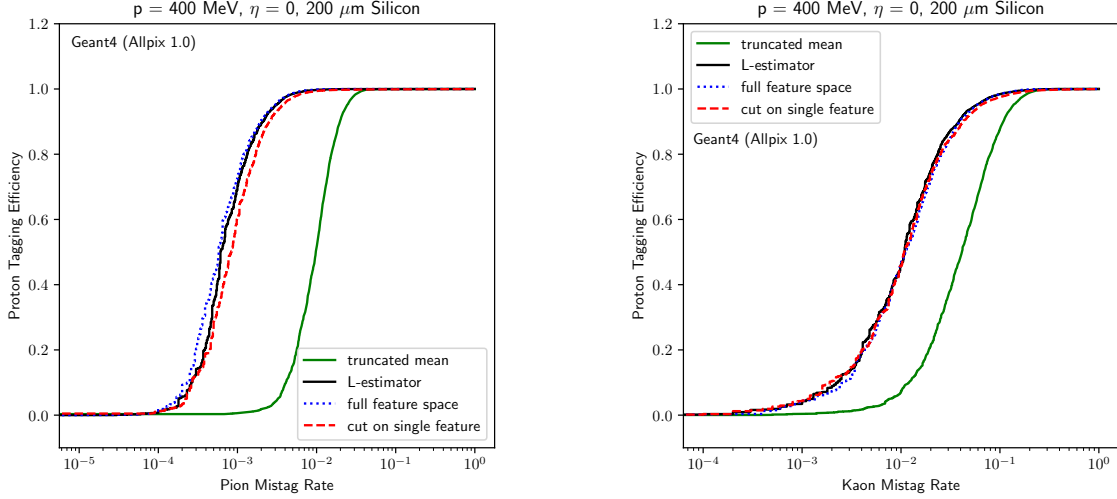 p = 400 MeV, η = 0, 200 μm Silicon
Geant4 (Allpix 1.0)
1.2
1.0
0.8
0.6
0.4
0.2
0.0
Proton Tagging Efficiency
truncated mean
L-estimator
full feature space
cut on single feature
10⁻⁵
10⁻⁴
10⁻³
10⁻²
10⁻¹
10⁰
Pion Mistag Rate
p = 400 MeV, η = 0, 200 μm Silicon
truncated mean
L-estimator
full feature space
cut on single feature
Geant4 (Allpix 1.0)
1.2
1.0
0.8
0.6
0.4
0.2
0.0
Proton Tagging Efficiency
10⁻⁴
10⁻³
10⁻²
10⁻¹
10⁰
Kaon Mistag Rate